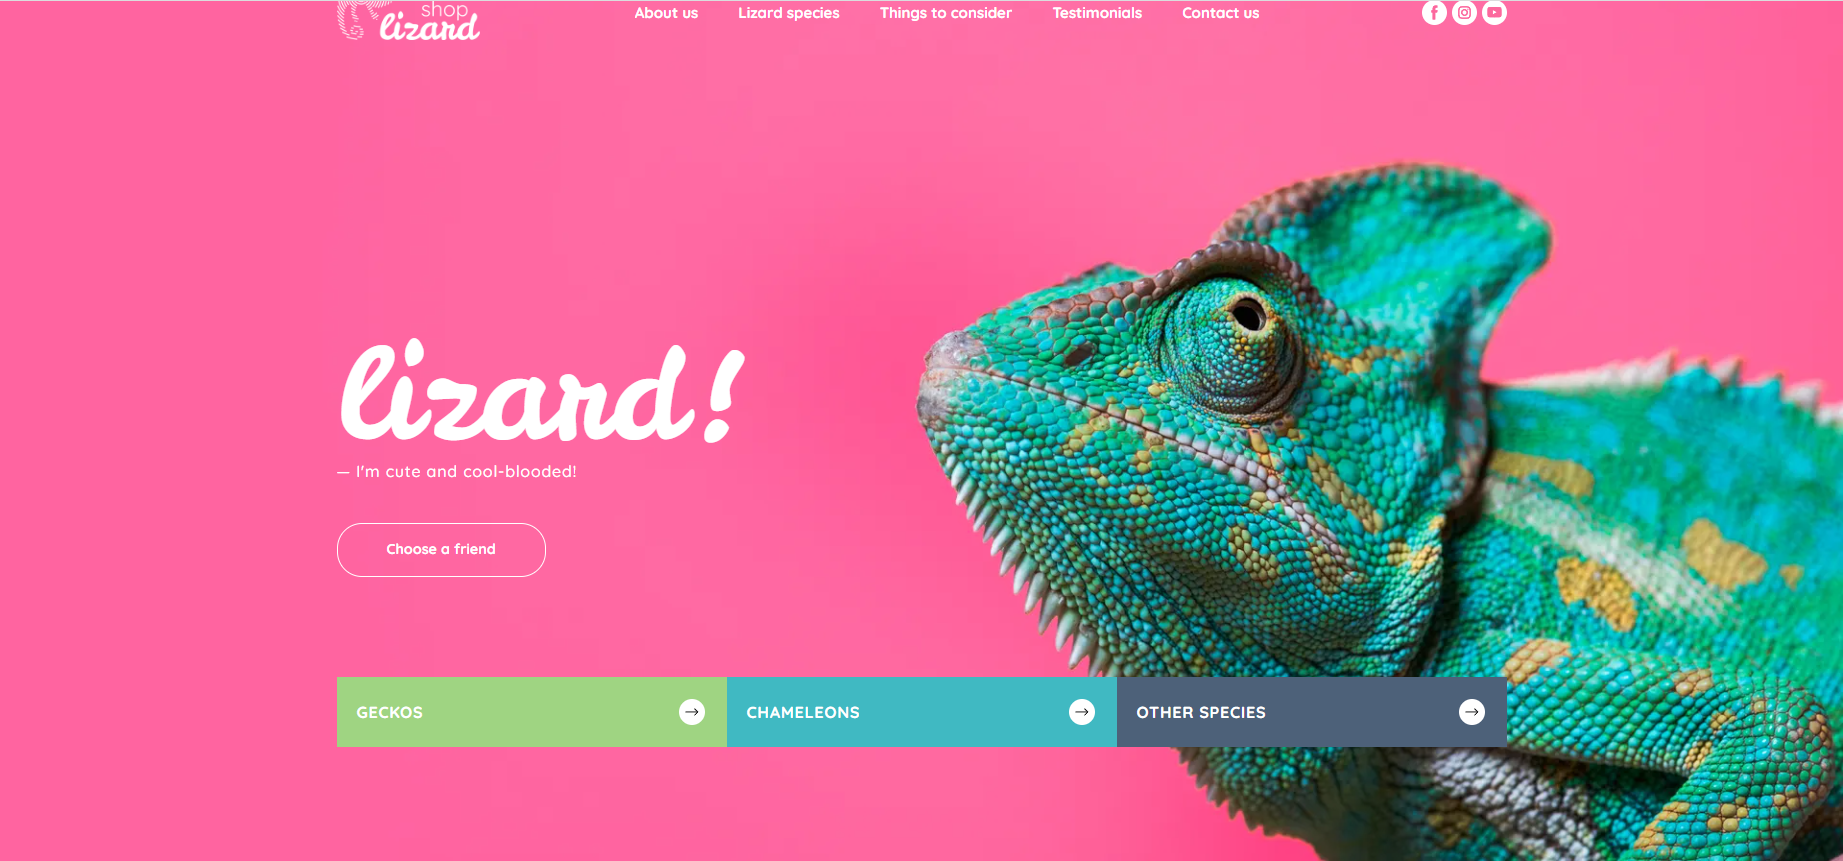 shop
lizard
About us
Lizard species
Things to consider
Testimonials
Contact us
lizard!
— I'm cute and cool-blooded!
Choose a friend
GECKOS
CHAMELEONS
OTHER SPECIES